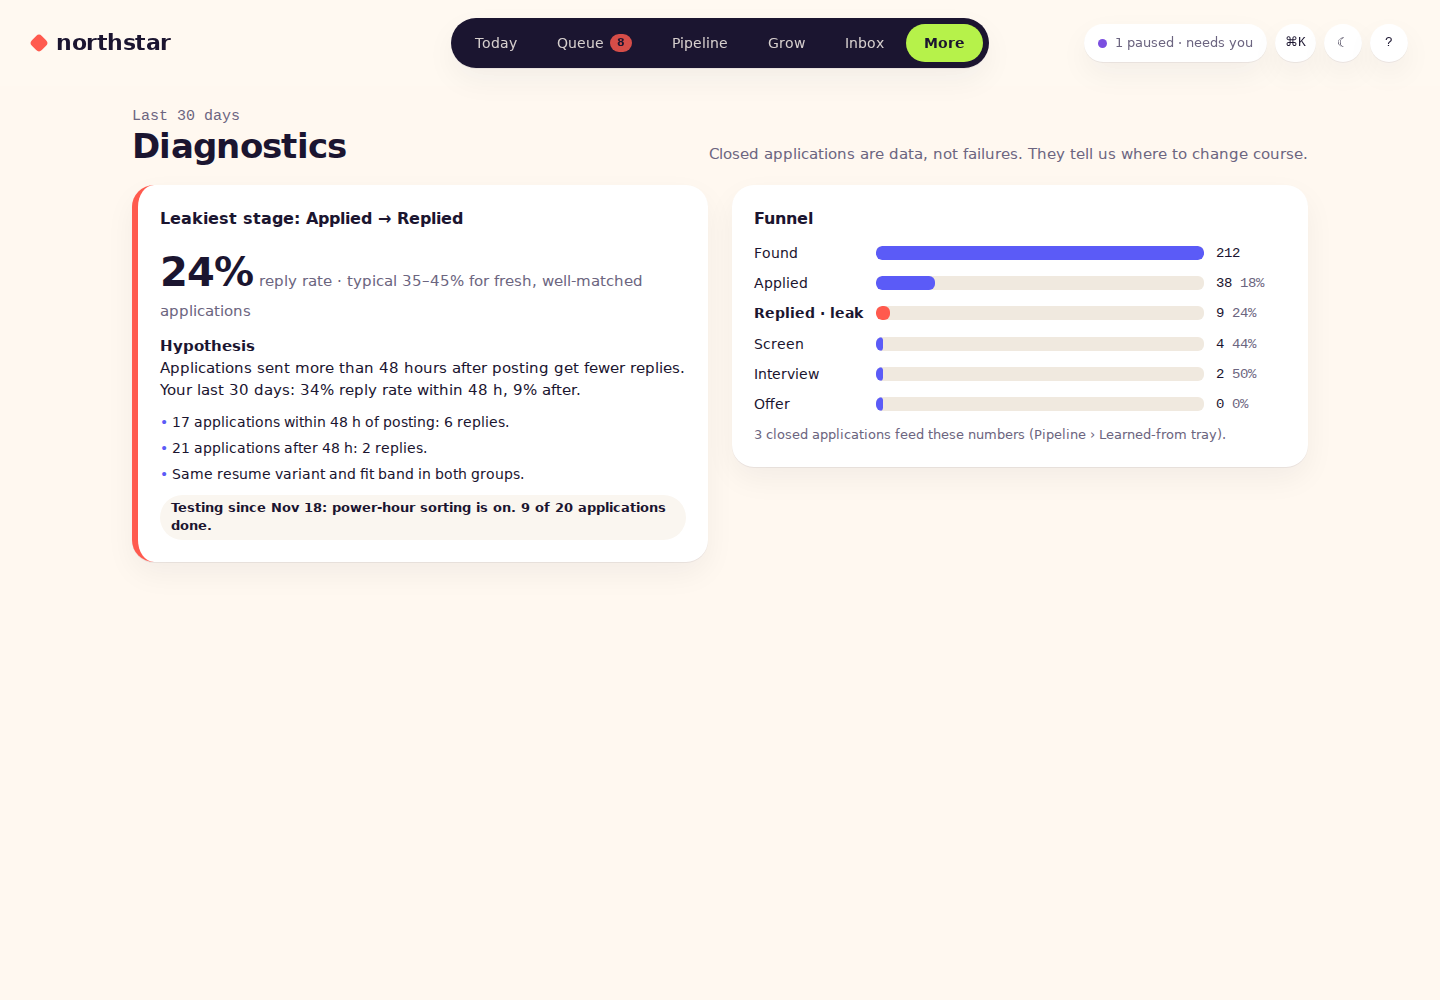 northstar
Today
Queue 8
Pipeline
Grow
Inbox
More
1 paused · needs you
⌘K
☾
?
Last 30 days
Diagnostics
Closed applications are data, not failures. They tell us where to change course.
Leakiest stage: Applied → Replied
24% reply rate · typical 35–45% for fresh, well-matched
applications
Hypothesis
Applications sent more than 48 hours after posting get fewer replies.
Your last 30 days: 34% reply rate within 48 h, 9% after.
• 17 applications within 48 h of posting: 6 replies.
• 21 applications after 48 h: 2 replies.
• Same resume variant and fit band in both groups.
Testing since Nov 18: power-hour sorting is on. 9 of 20 applications
done.
Funnel
Found 212
Applied 38 18%
Replied · leak 9 24%
Screen 4 44%
Interview 2 50%
Offer 0 0%
3 closed applications feed these numbers (Pipeline › Learned-from tray).